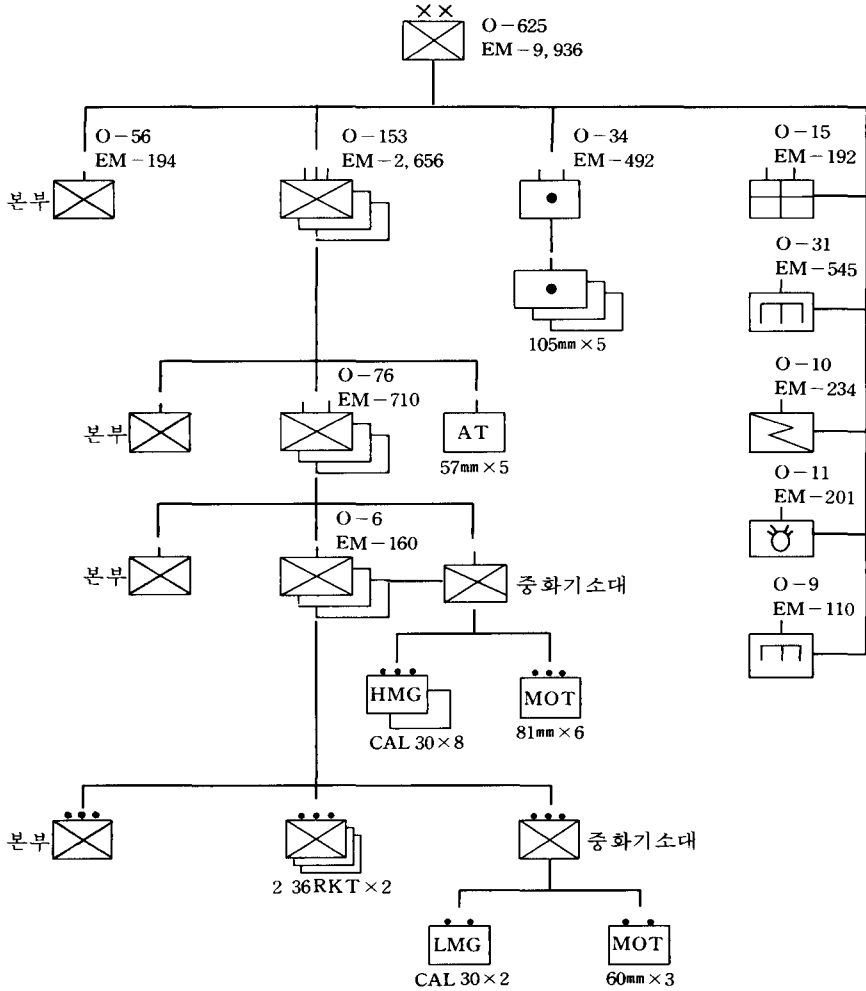 O-625
EM-9,936
O-56
EM-194
본부
O-153
EM-2,656
O-34
EM-492
105㎜×5
O-15
EM-192
O-31
EM-545
O-10
EM-234
O-11
EM-201
O-9
EM-110
본부
O-76
EM-710
AT
57㎜×5
본부
O-6
EM-160
중화기소대
HMG
CAL 30×8
MOT
81㎜×6
본부
2 36RKT×2
중화기소대
LMG
CAL 30×2
MOT
60㎜×3